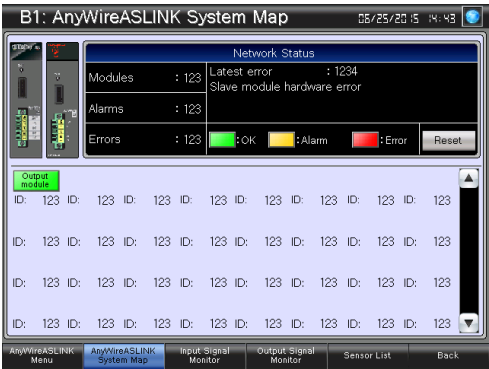 B1: AnyWireASLINK System Map
06/25/2015 14:43
Network Status
Modules : 123
Latest error : 1234
Slave module hardware error
Alarms : 123
Errors : 123
:OK :Alarm :Error Reset
Output
module
ID: 123 ID: 123 ID: 123 ID: 123 ID: 123 ID: 123 ID: 123 ID: 123
ID: 123 ID: 123 ID: 123 ID: 123 ID: 123 ID: 123 ID: 123 ID: 123
ID: 123 ID: 123 ID: 123 ID: 123 ID: 123 ID: 123 ID: 123 ID: 123
ID: 123 ID: 123 ID: 123 ID: 123 ID: 123 ID: 123 ID: 123 ID: 123
AnyWireASLINK
Menu
AnyWireASLINK
System Map
Input Signal
Monitor
Output Signal
Monitor
Sensor List
Back